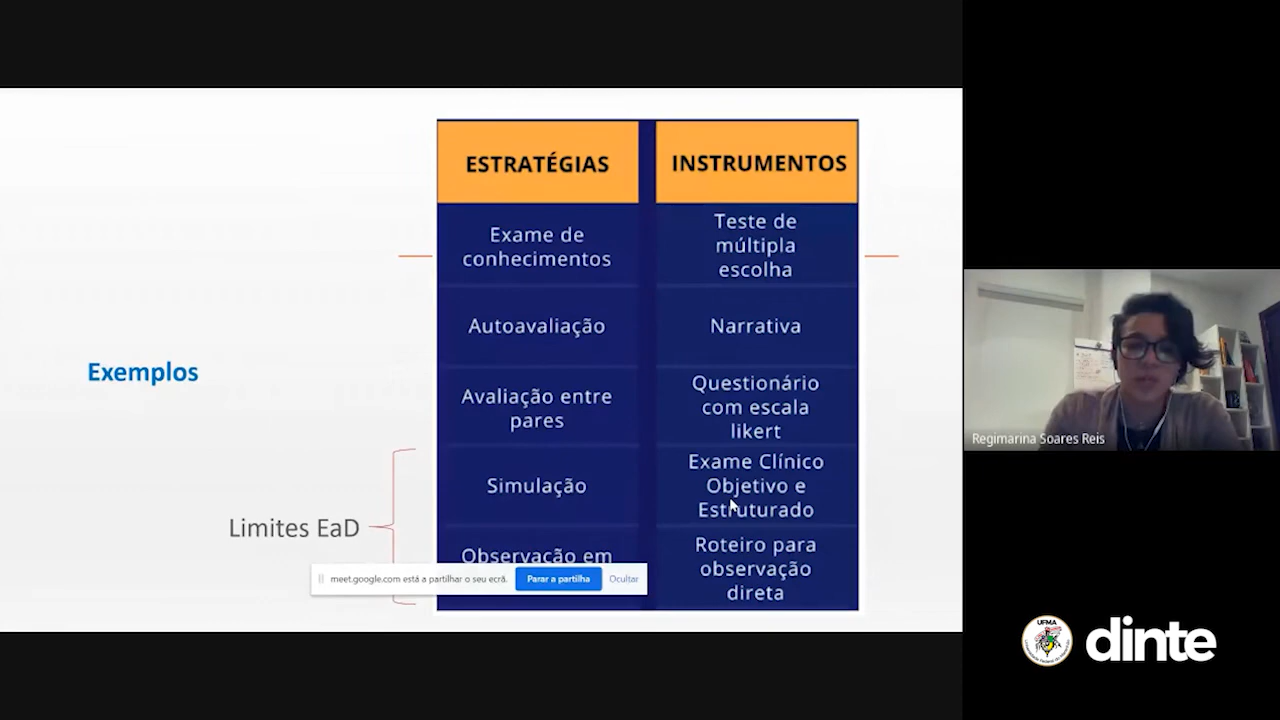 ESTRATÉGIAS
INSTRUMENTOS
Exame de
conhecimentos
Teste de
múltipla
escolha
Autoavaliação
Narrativa
Exemplos
Avaliação entre
pares
Questionário
com escala
likert
Limites EaD
Simulação
Exame Clínico
Objetivo e
Estruturado
Observação em
Roteiro para
observação
direta
meet.google.com está a partilhar o seu ecrã.
Parar a partilha
Ocultar
Regimarina Soares Reis
UFMA
dinte